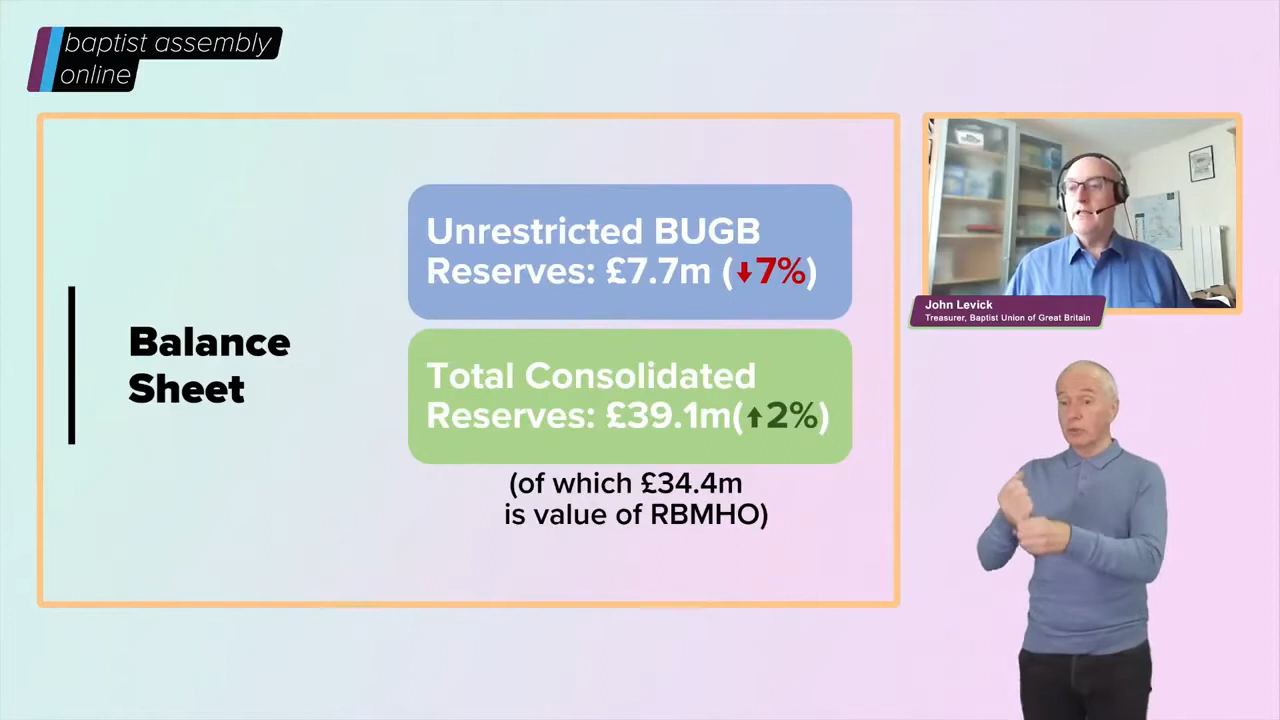 baptist assembly
online
Balance
Sheet
Unrestricted BUGB
Reserves: £7.7m (↓7%)
Total Consolidated
Reserves: £39.1m(↑2%)
(of which £34.4m
is value of RBMHO)
John Levick
Treasurer, Baptist Union of Great Britain